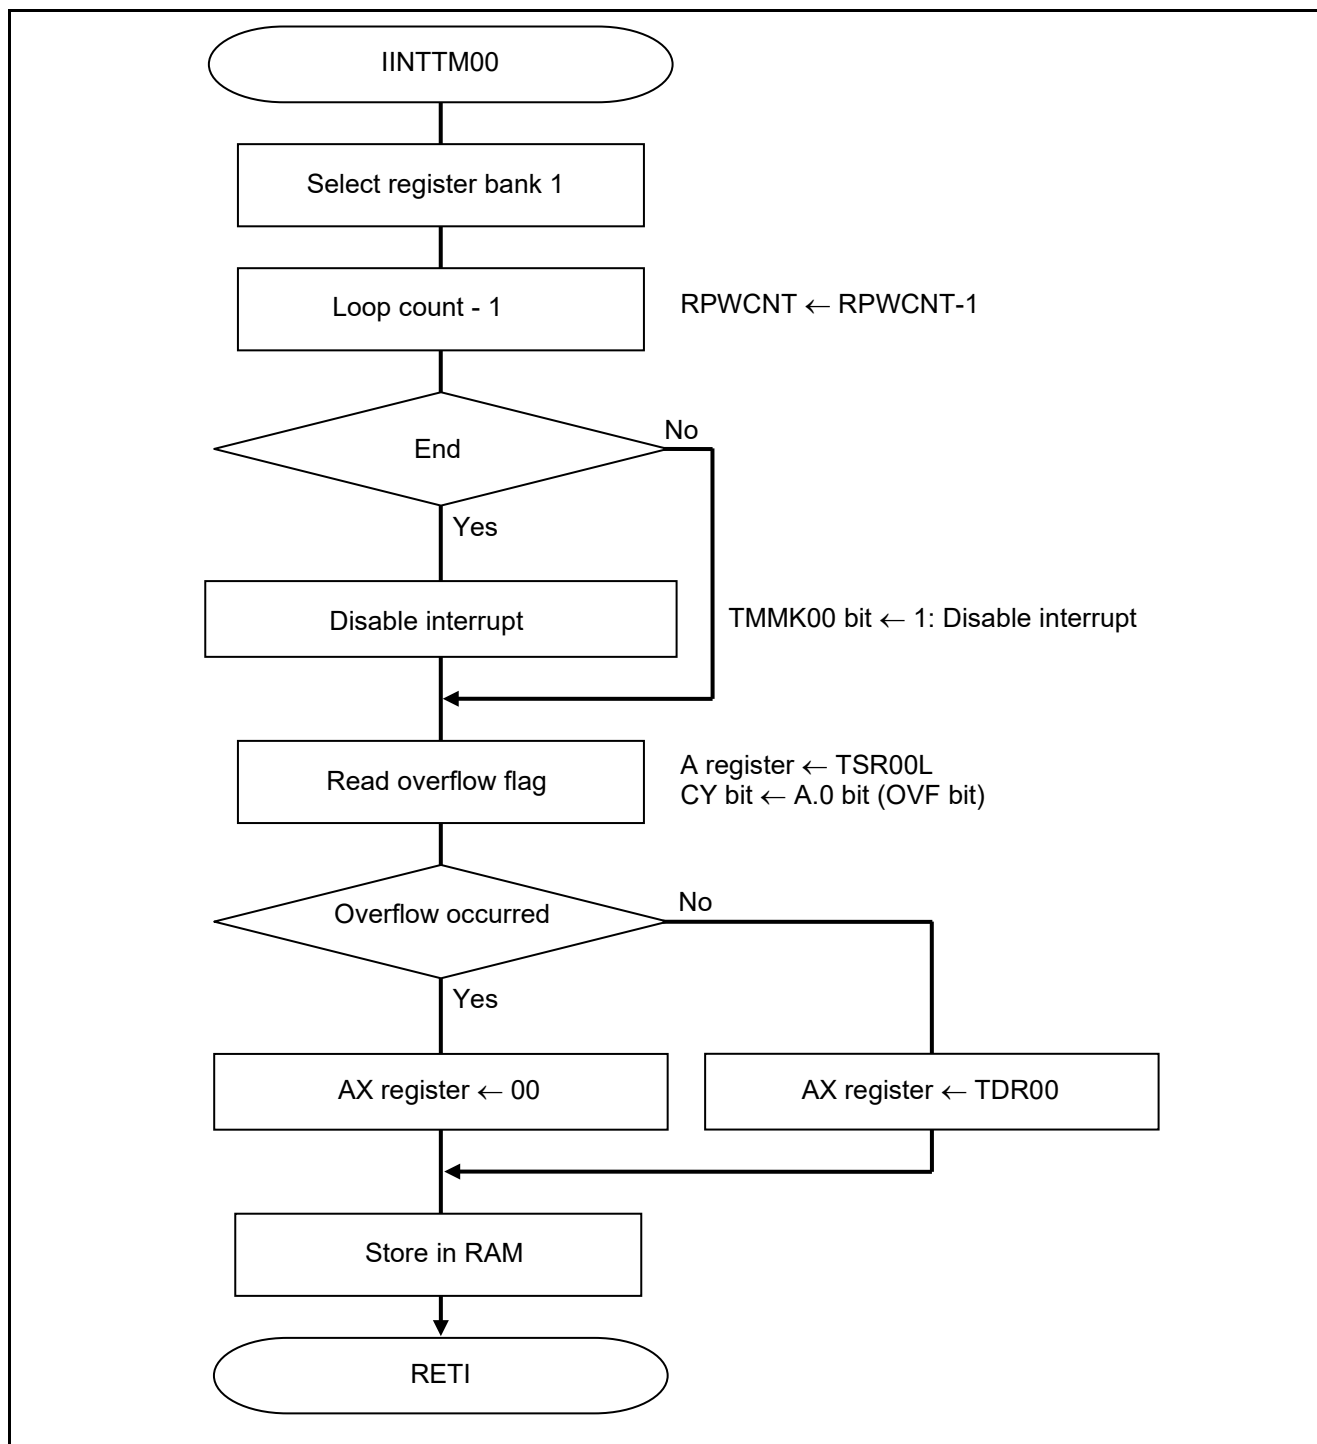 IINTTM00
Select register bank 1
Loop count - 1
RPWCNT ← RPWCNT-1
End
No
Yes
Disable interrupt
TMMK00 bit ← 1: Disable interrupt
Read overflow flag
A register ← TSR00L
CY bit ← A.0 bit (OVF bit)
Overflow occurred
No
Yes
AX register ← 00
AX register ← TDR00
Store in RAM
RETI